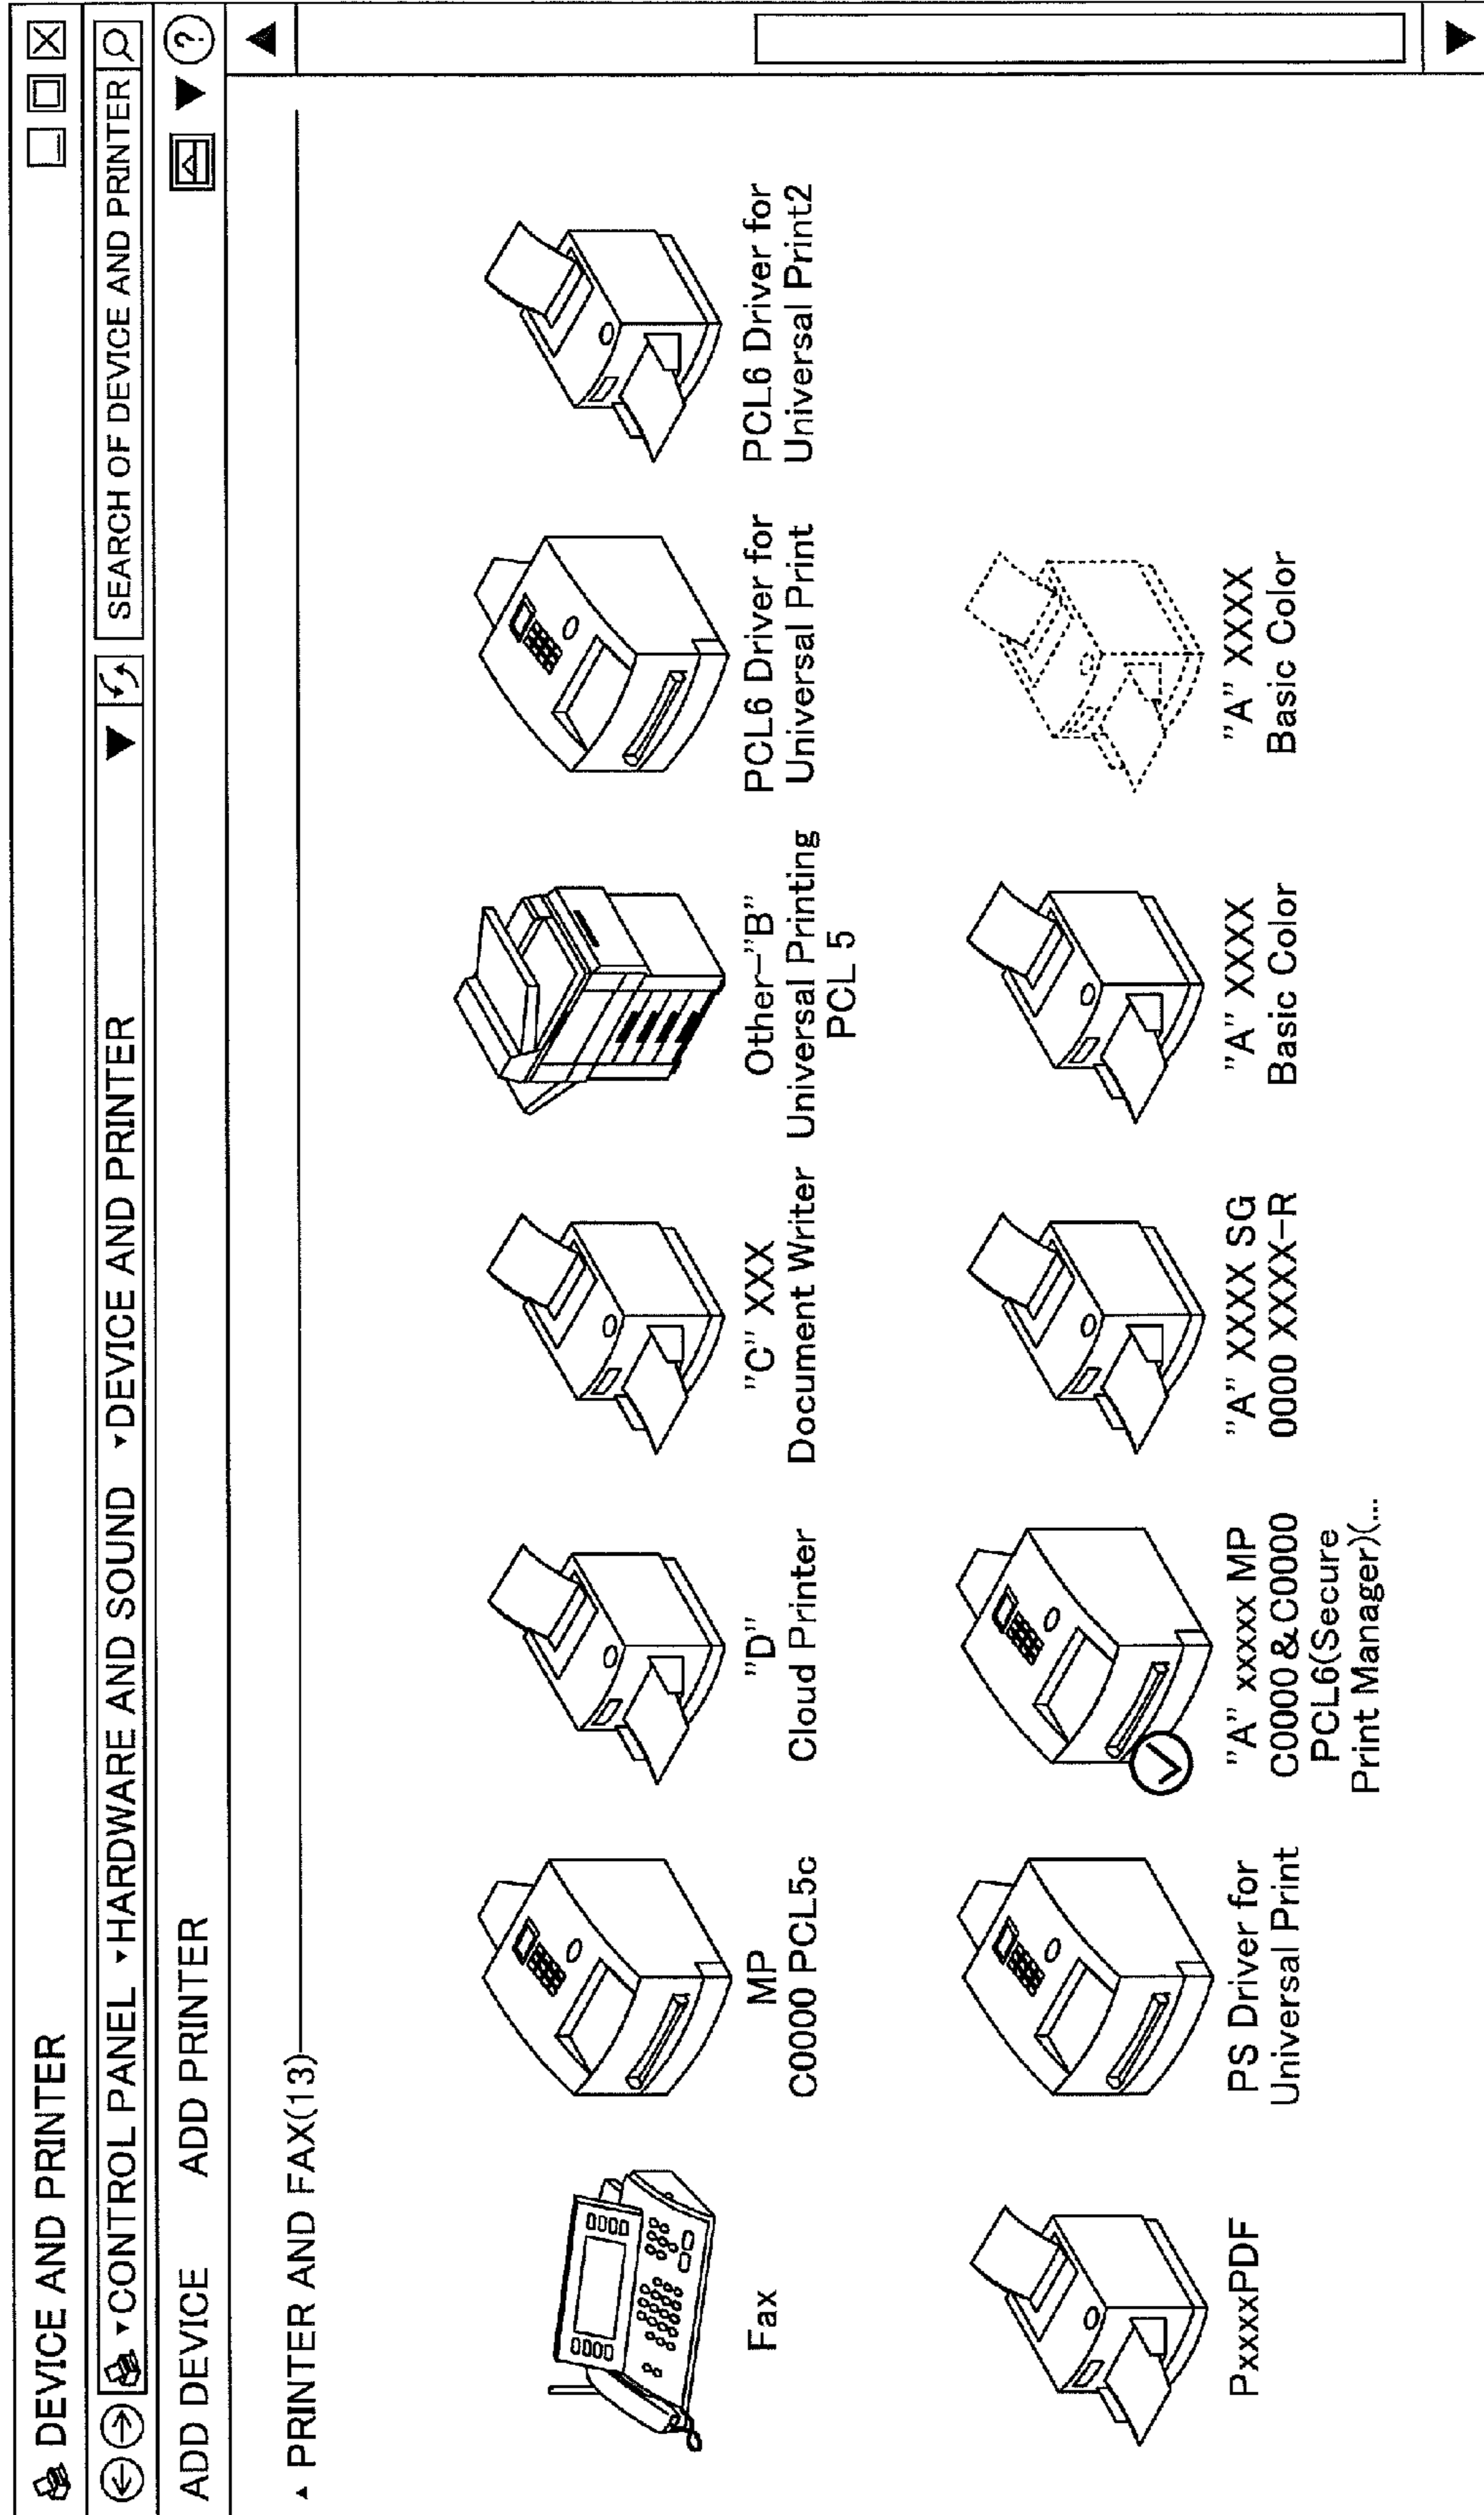 DEVICE AND PRINTER
CONTROL PANEL ▾HARDWARE AND SOUND ▾DEVICE AND PRINTER
SEARCH OF DEVICE AND PRINTER
ADD DEVICE ADD PRINTER
?
PRINTER AND FAX(13)
Fax
MP
C0000 PCL5c
"D"
Cloud Printer
"C" XXX
Document Writer
Other-"B"
Universal Printing
PCL 5
PCL6 Driver for
Universal Print
PCL6 Driver for
Universal Print2
PxxxxPDF
PS Driver for
Universal Print
"A" xxxx MP
C0000 & C0000
PCL6(Secure
Print Manager)(...
"A" XXXX SG
0000 XXXX-R
"A" XXXX
Basic Color
"A" XXXX
Basic Color